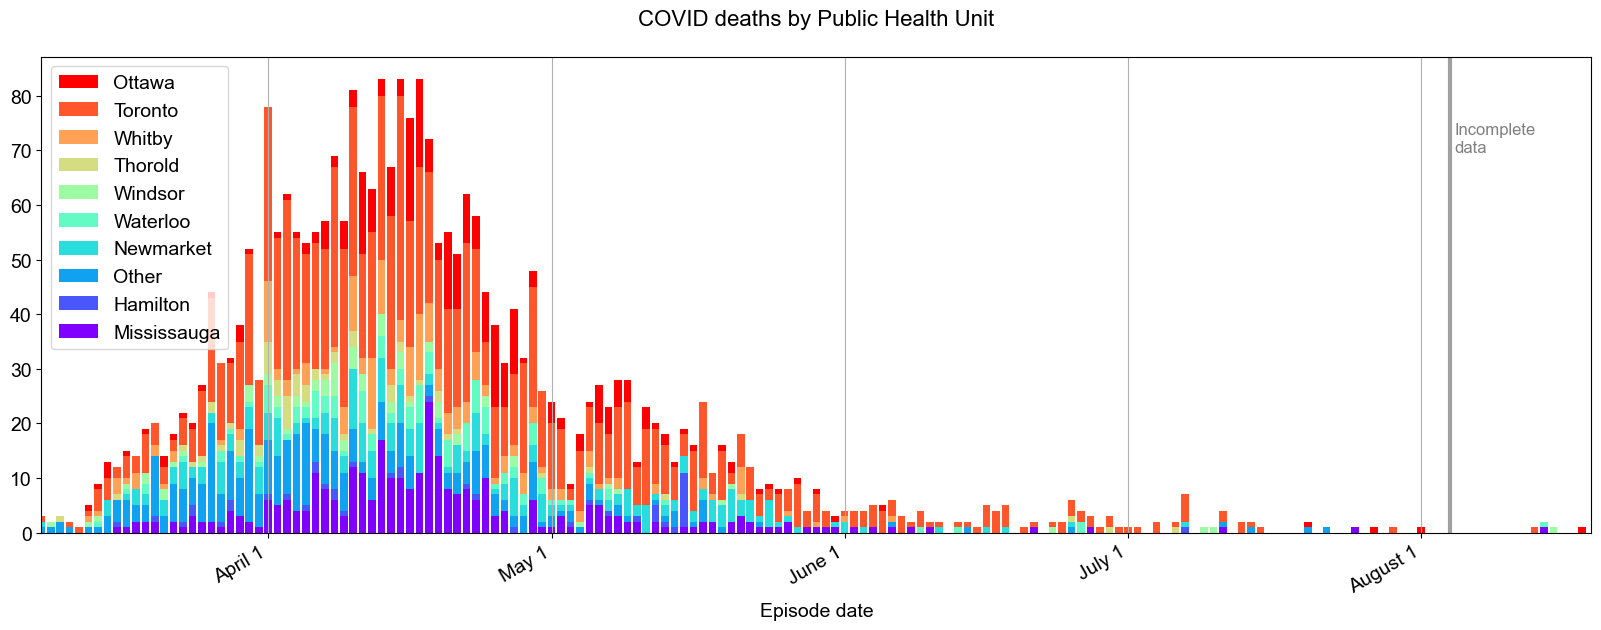 COVID deaths by Public Health Unit
Ottawa
Toronto
Whitby
Thorold
Windsor
Waterloo
Newmarket
Other
Hamilton
Mississauga
Incomplete
data
80
70
60
50
40
30
20
10
0
April 1
May 1
June 1
July 1
August 1
Episode date